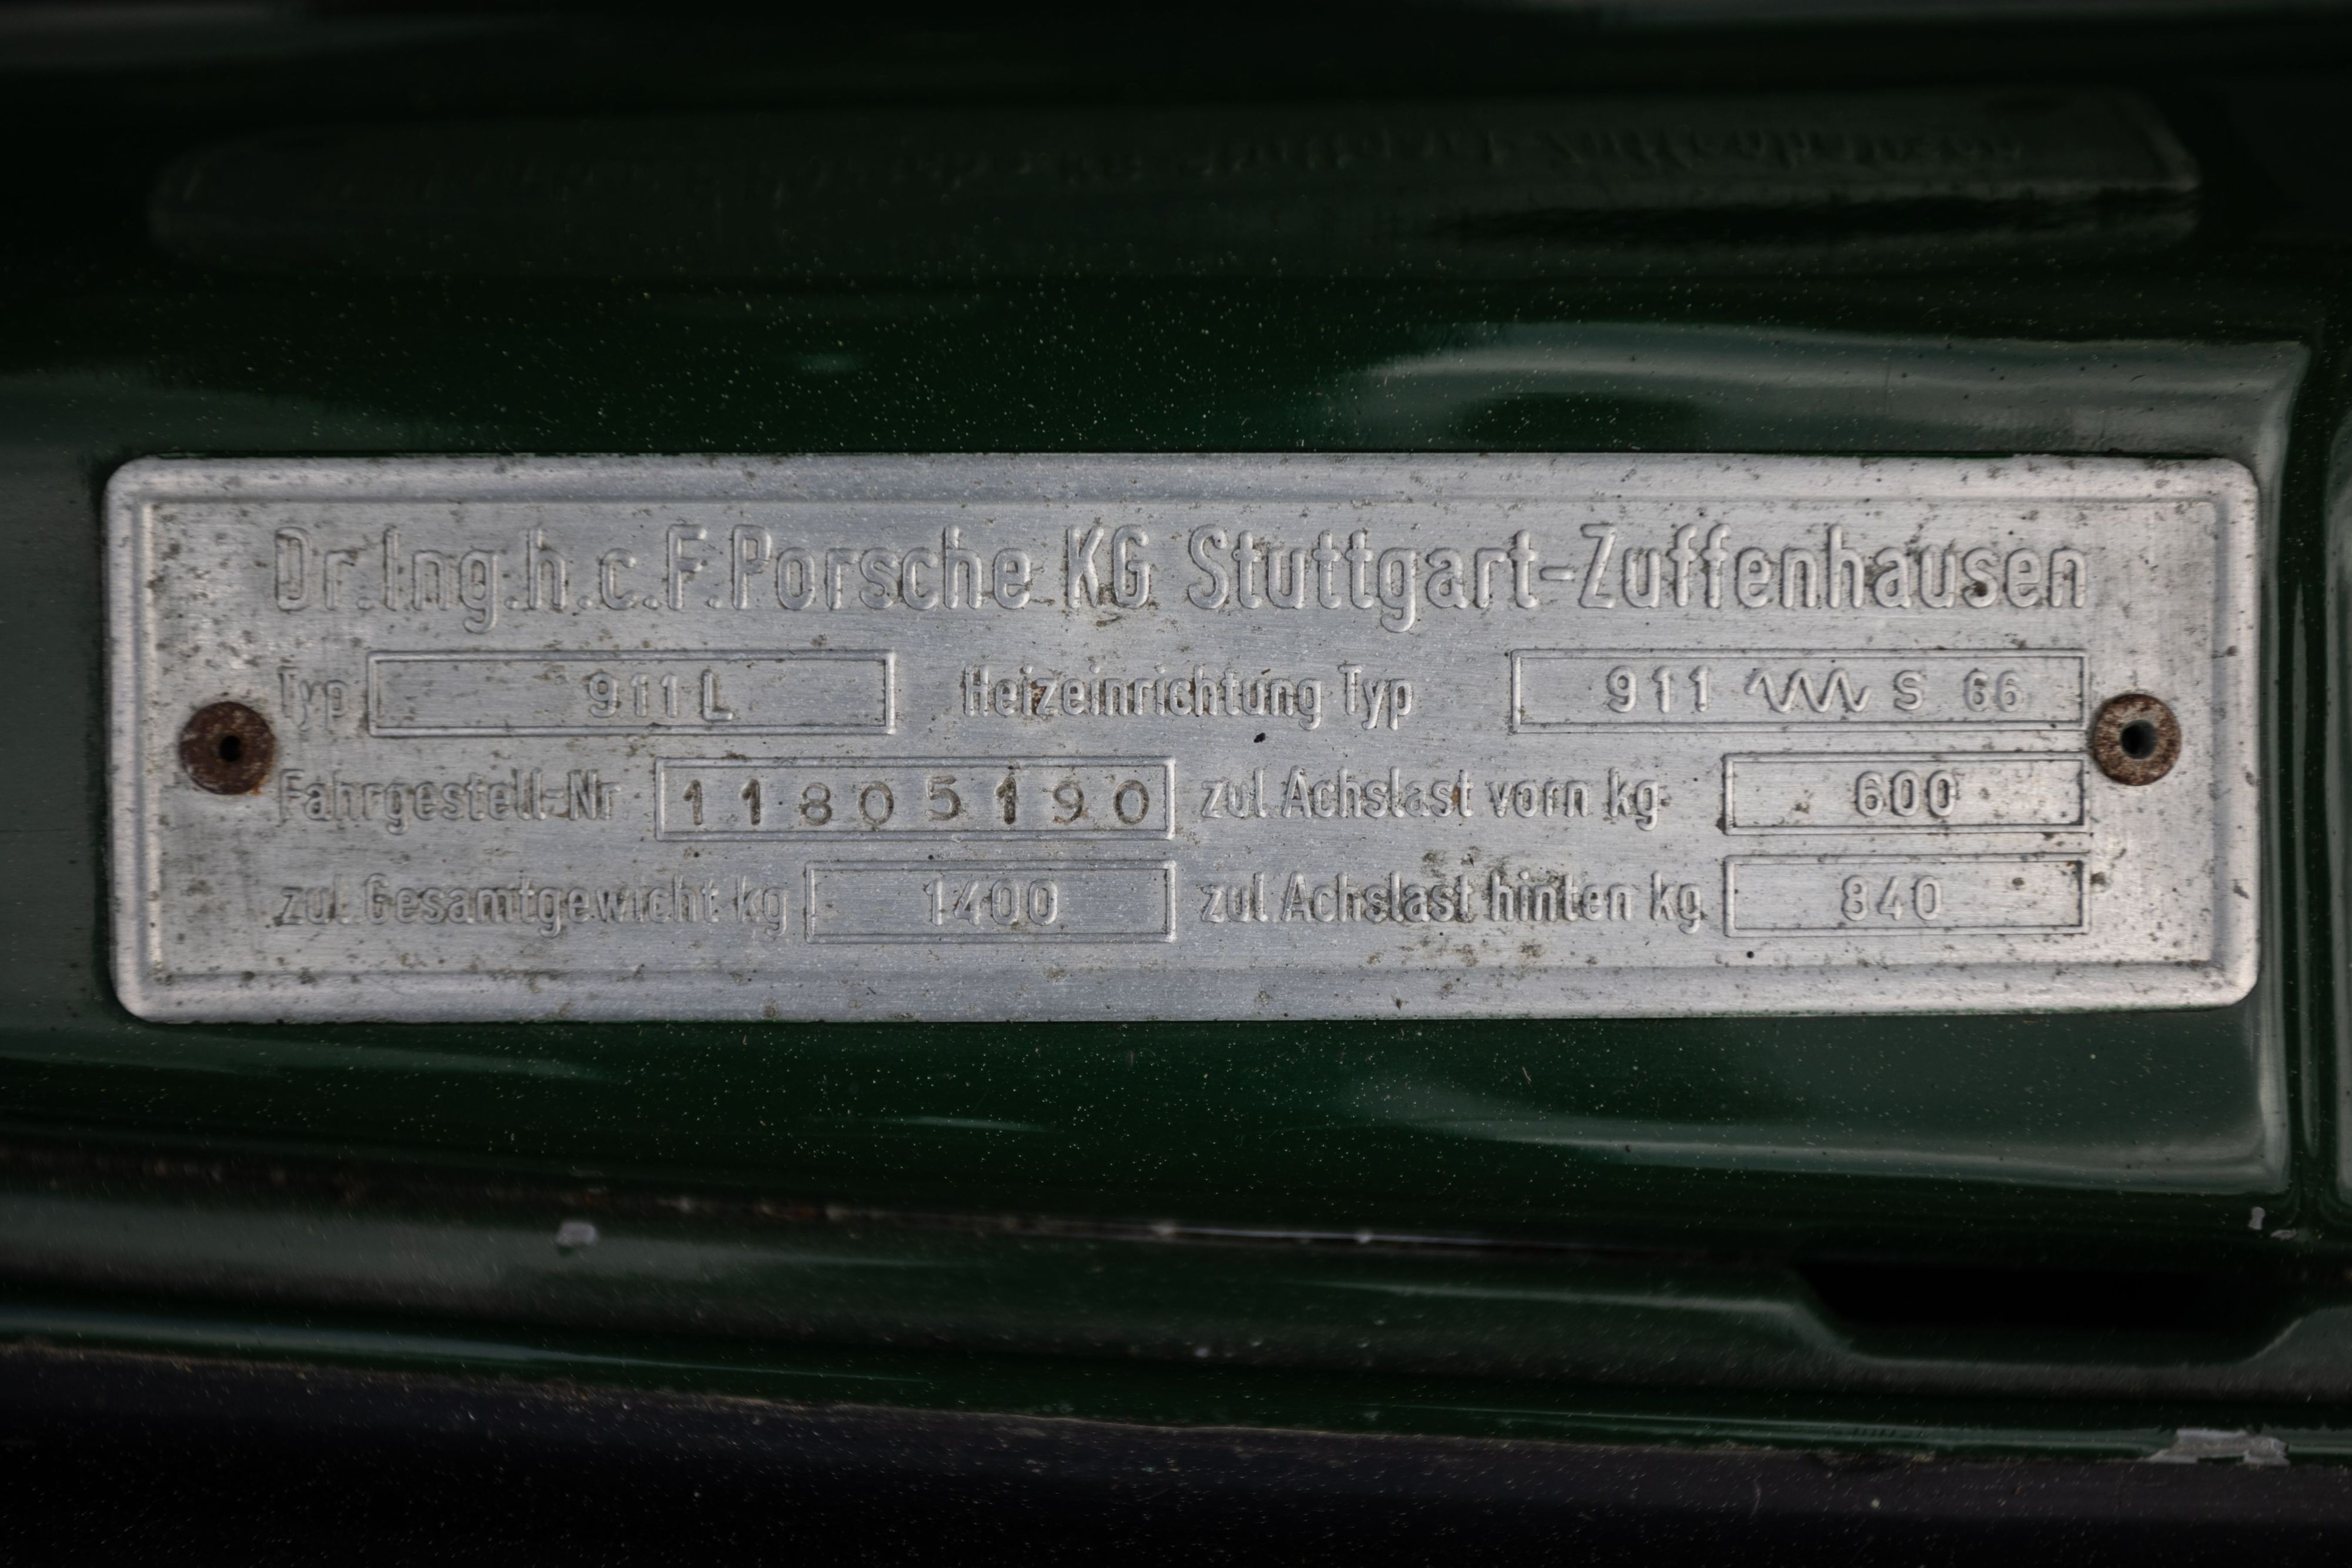 Dr.Ing.h.c.F.Porsche KG Stuttgart-Zuffenhausen
Typ 911 L Heizeinrichtung Typ 911 S 66
Fahrgestell-Nr 11805190 zul Achslast vorn kg 600
zul Gesamtgewicht kg 1400 zul Achslast hinten kg 840